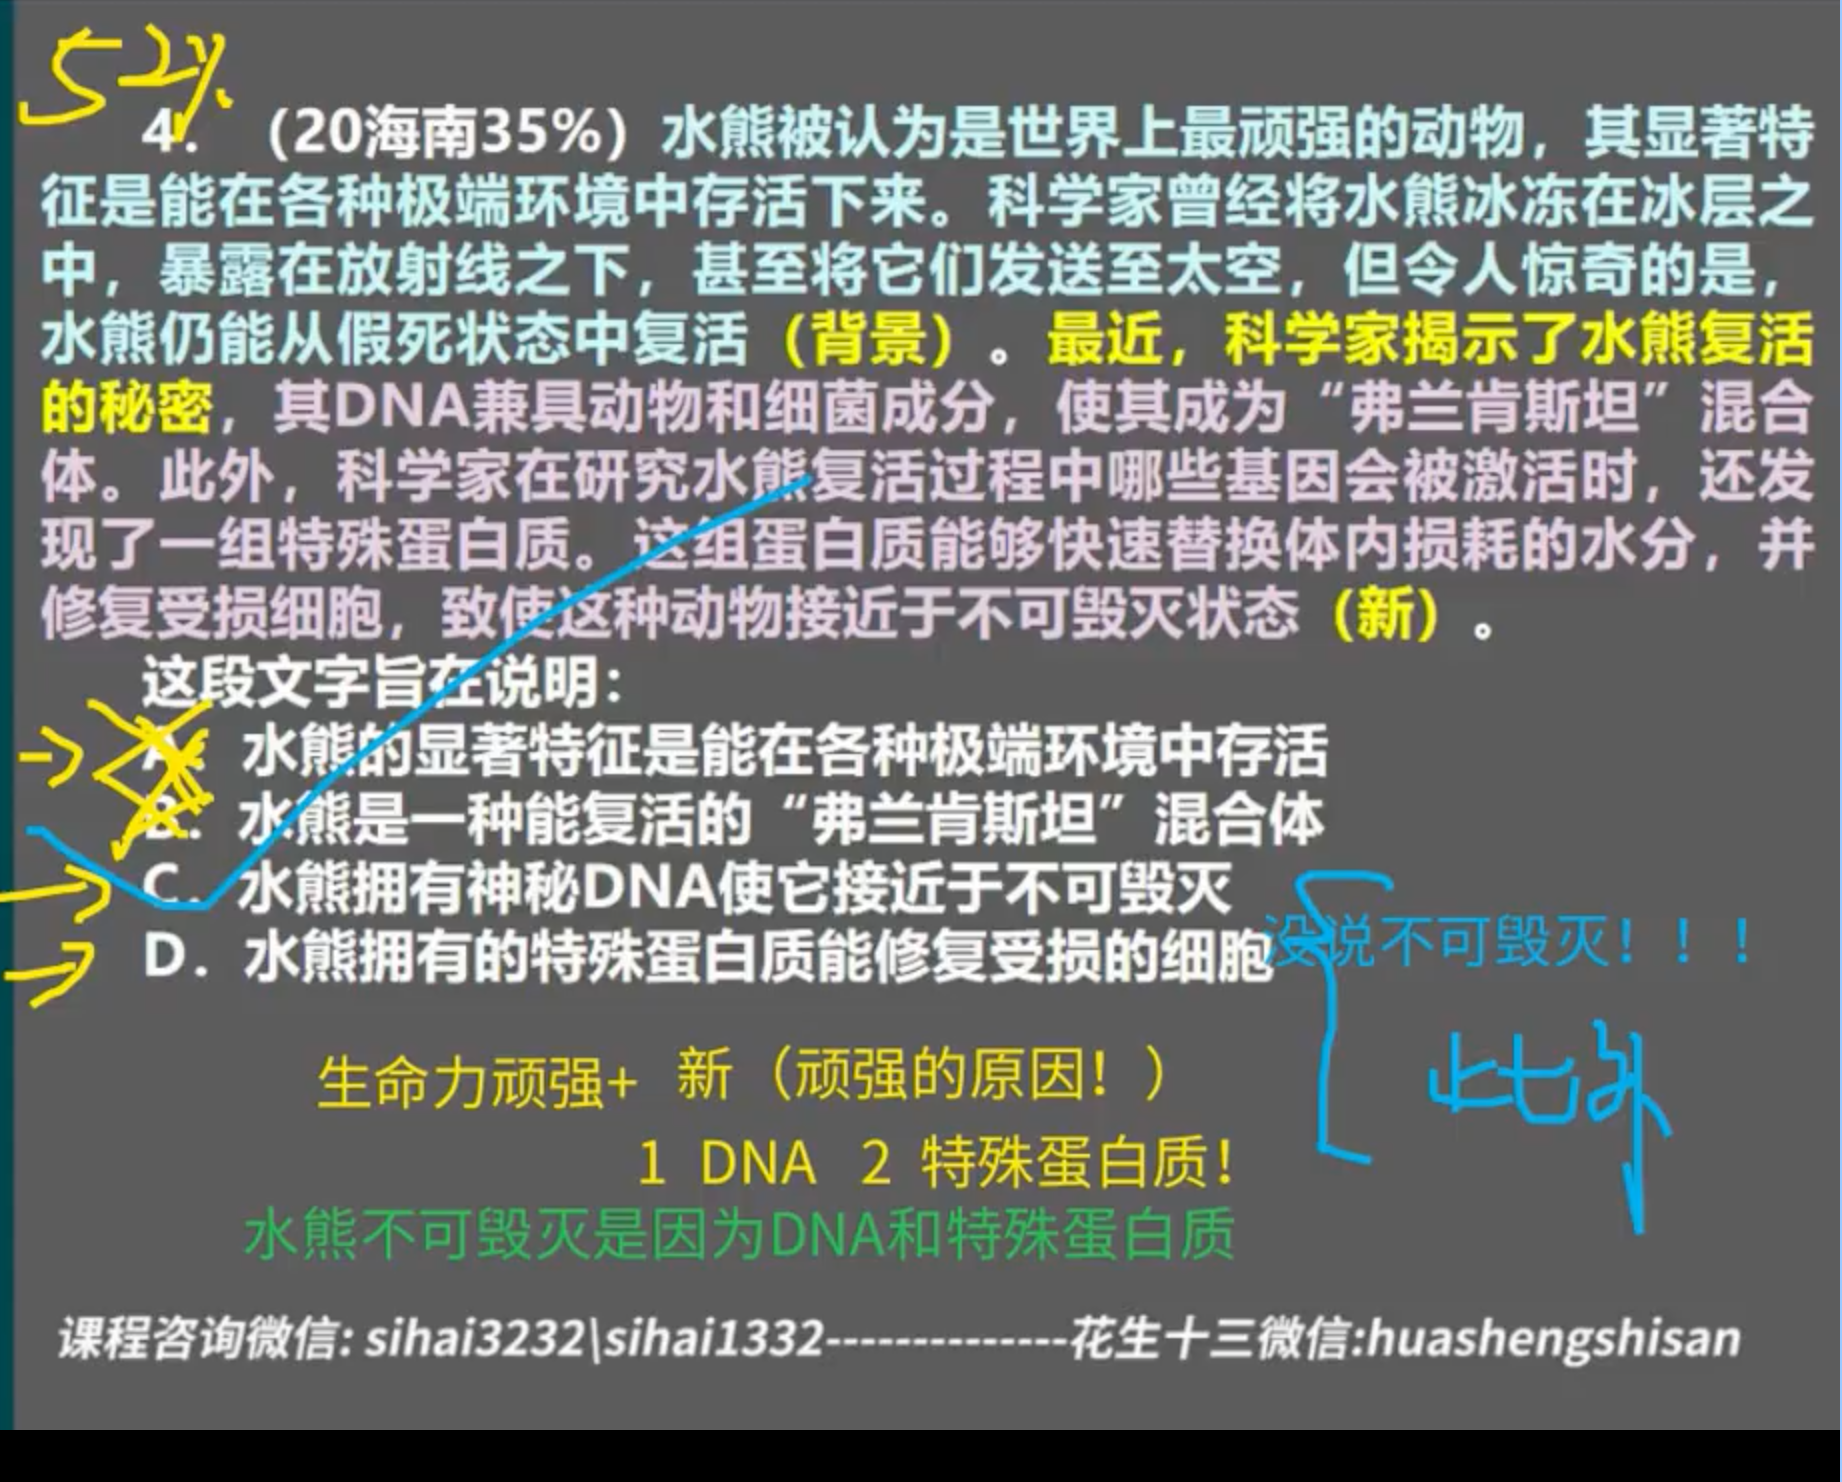 52%
4. （20海南35%）水熊被认为是世界上最顽强的动物，其显著特
征是能在各种极端环境中存活下来。科学家曾经将水熊冰冻在冰层之
中，暴露在放射线之下，甚至将它们发送至太空，但令人惊奇的是，
水熊仍能从假死状态中复活（背景）。最近，科学家揭示了水熊复活
的秘密，其DNA兼具动物和细菌成分，使其成为“弗兰肯斯坦”混合
体。此外，科学家在研究水熊复活过程中哪些基因会被激活时，还发
现了一组特殊蛋白质。这组蛋白质能够快速替换体内损耗的水分，并
修复受损细胞，致使这种动物接近于不可毁灭状态（新）。
这段文字旨在说明：
A. 水熊的显著特征是能在各种极端环境中存活
B. 水熊是一种能复活的“弗兰肯斯坦”混合体
C. 水熊拥有神秘DNA使它接近于不可毁灭
D. 水熊拥有的特殊蛋白质能修复受损的细胞
没说不可毁灭！！！
此外
生命力顽强+ 新（顽强的原因！）
1 DNA 2 特殊蛋白质！
水熊不可毁灭是因为DNA和特殊蛋白质
课程咨询微信: sihai3232\sihai1332--------------花生十三微信:huashengshisan